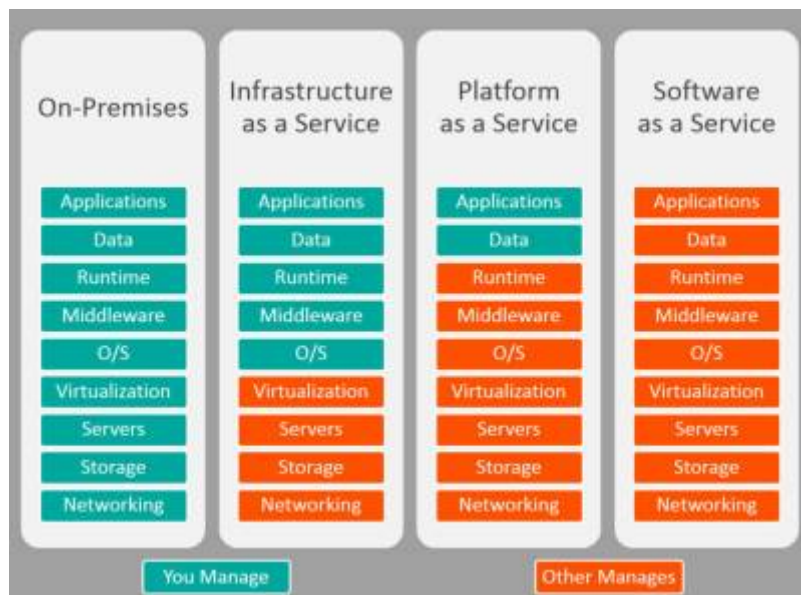 On-Premises
Applications
Data
Runtime
Middleware
O/S
Virtualization
Servers
Storage
Networking
Infrastructure
as a Service
Applications
Data
Runtime
Middleware
O/S
Virtualization
Servers
Storage
Networking
Platform
as a Service
Applications
Data
Runtime
Middleware
O/S
Virtualization
Servers
Storage
Networking
Software
as a Service
Applications
Data
Runtime
Middleware
O/S
Virtualization
Servers
Storage
Networking
You Manage
Other Manages